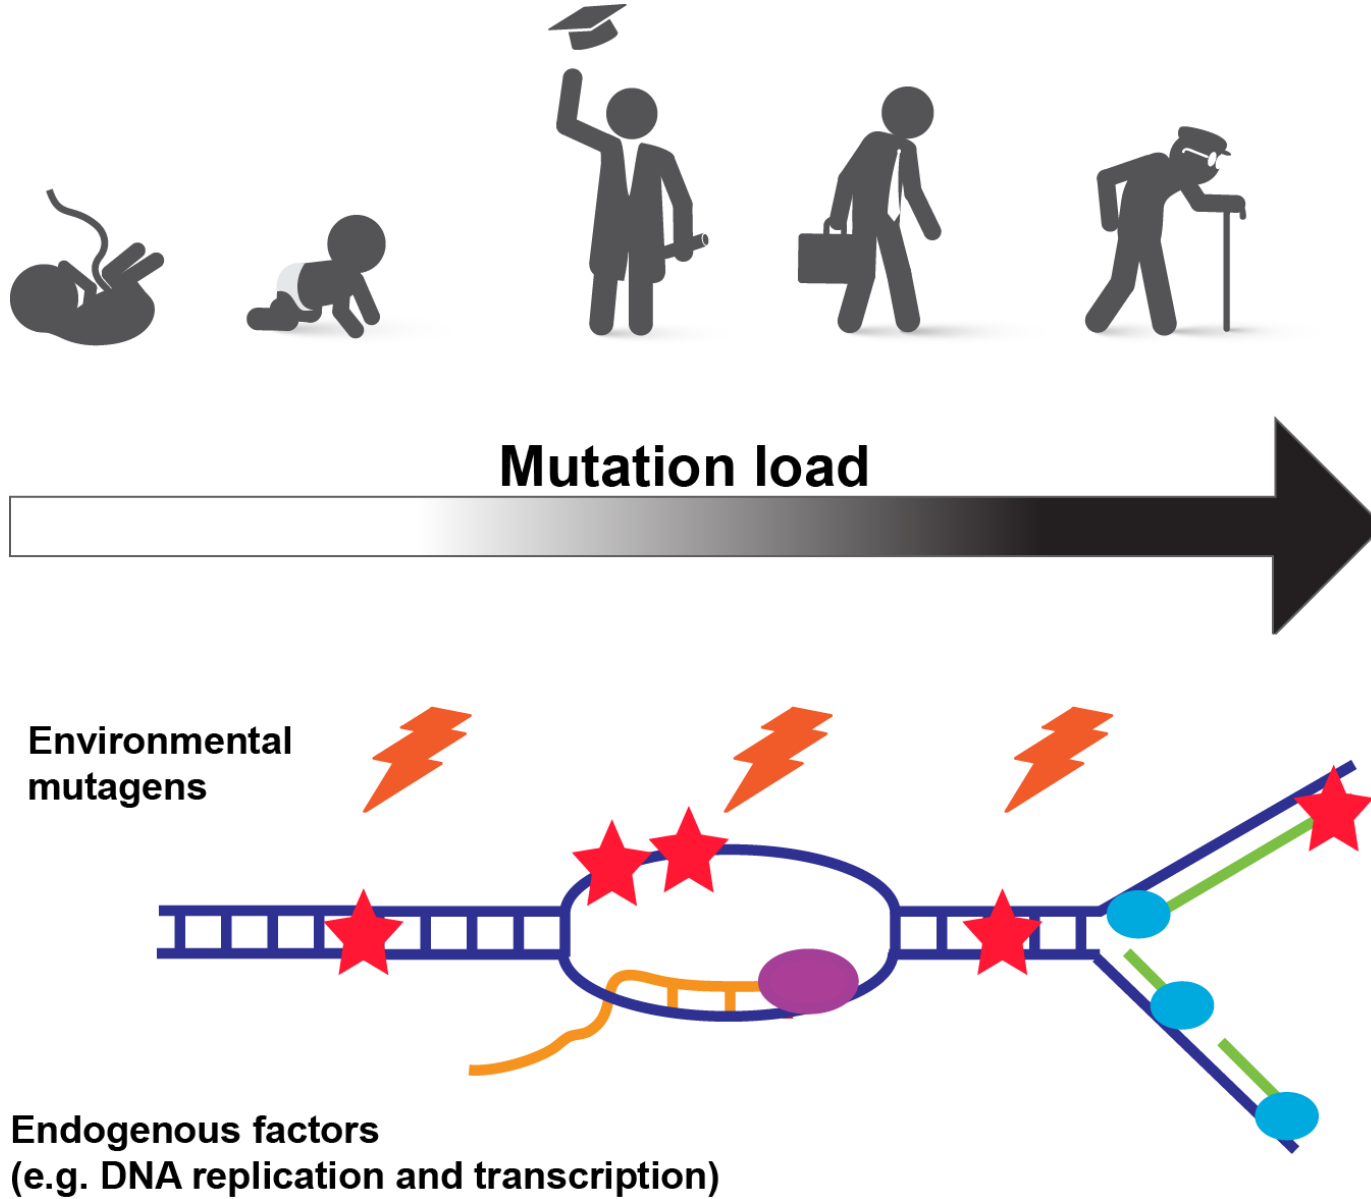 Mutation load
Environmental
mutagens
Endogenous factors
(e.g. DNA replication and transcription)